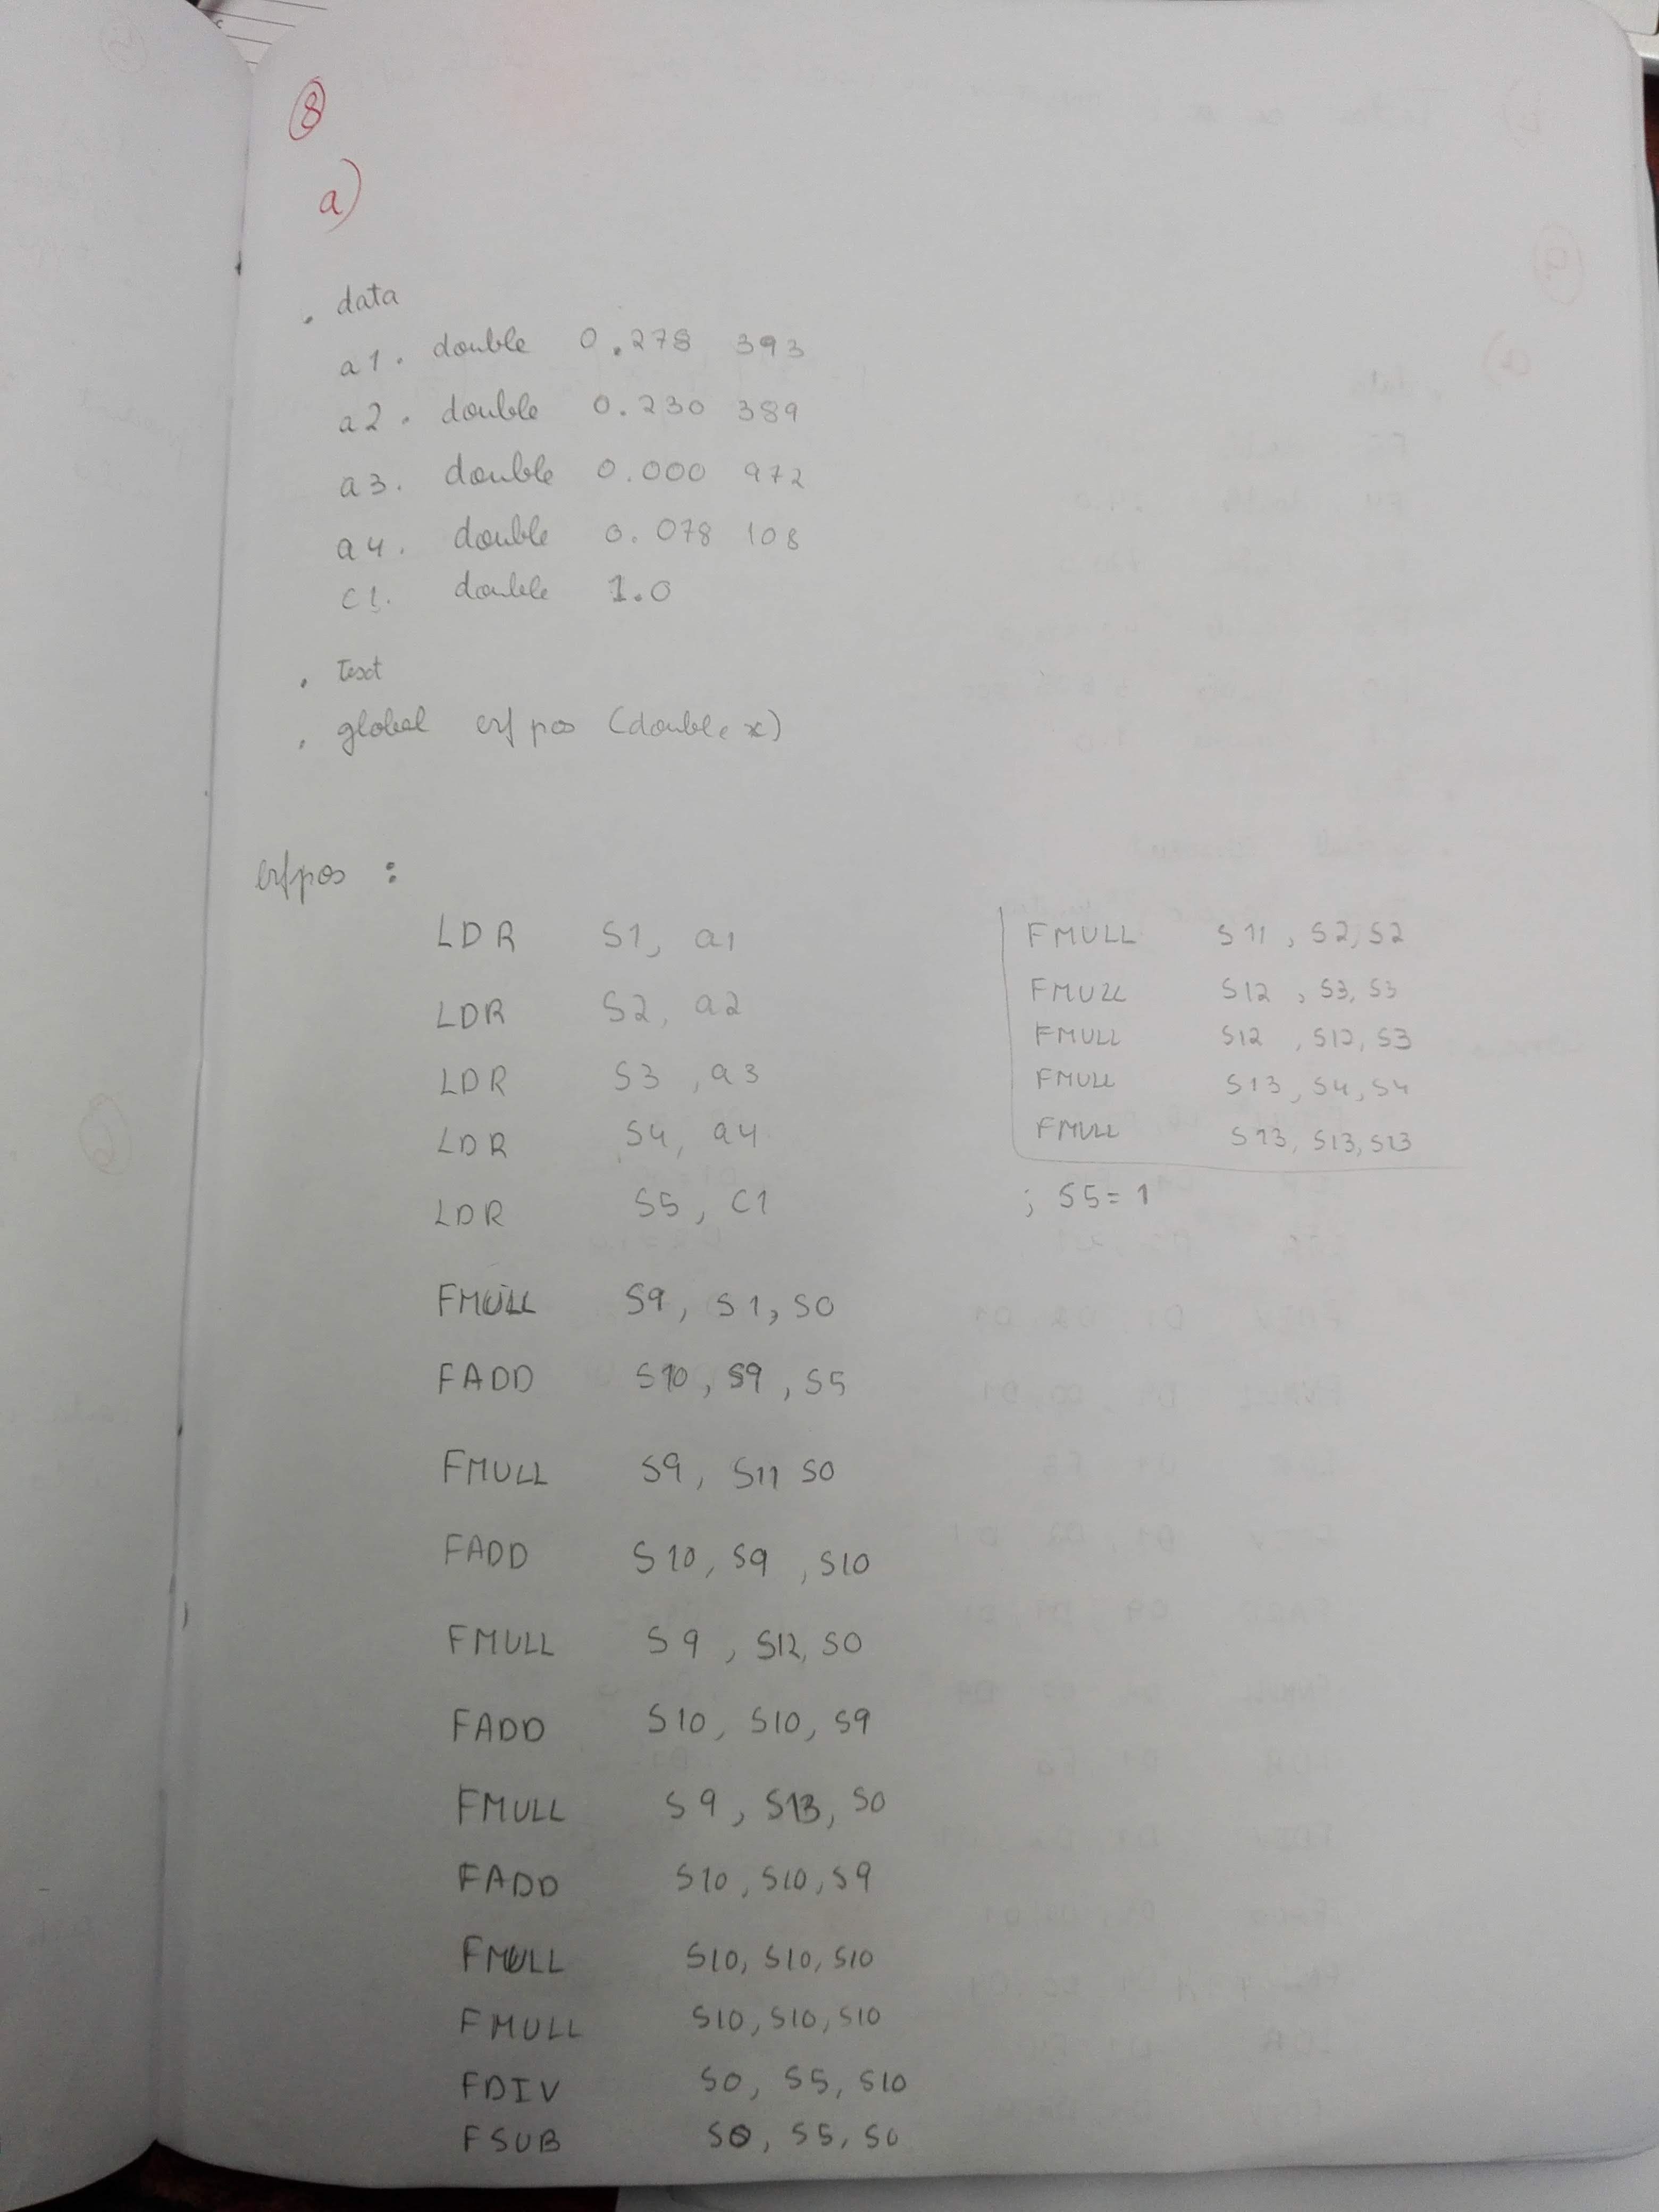 8
a)
. data
a1. double 0.278 393
a2. double 0.230 389
a3. double 0.000 972
a4. double 0.078 108
C1. double 1.0
. text
. global erfpos (double x)
erfpos :
LDR S1, a1
LDR S2, a2
LDR S3, a3
LDR S4, a4
LDR S5, C1
FMULL S11, S2, S2
FMULL S12, S3, S3
FMULL S12, S12, S3
FMULL S13, S4, S4
FMULL S13, S13, S13
; S5 = 1
FMULL S9, S1, S0
FADD S10, S9, S5
FMULL S9, S11 S0
FADD S10, S9, S10
FMULL S9, S12, S0
FADD S10, S10, S9
FMULL S9, S13, S0
FADD S10, S10, S9
FMULL S10, S10, S10
FMULL S10, S10, S10
FDIV S0, S5, S10
FSUB S0, S5, S0